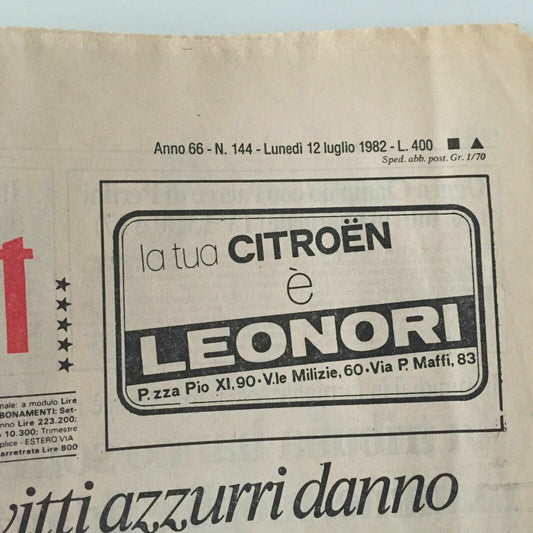 Anno 66 - N. 144 - Lunedì 12 luglio 1982 - L. 400
Sped. abb. post. Gr. 1/70
la tua CITROËN
è
LEONORI
P.zza Pio XI, 90 • V.le Milizie, 60 • Via P. Maffi, 83
t
nale: a modulo Lire
BONAMENTI: Set-
nno Lire 223.200;
10.300; Trimestre
plice - ESTERO VIA
arretrata Lire 800
vitti azzurri danno